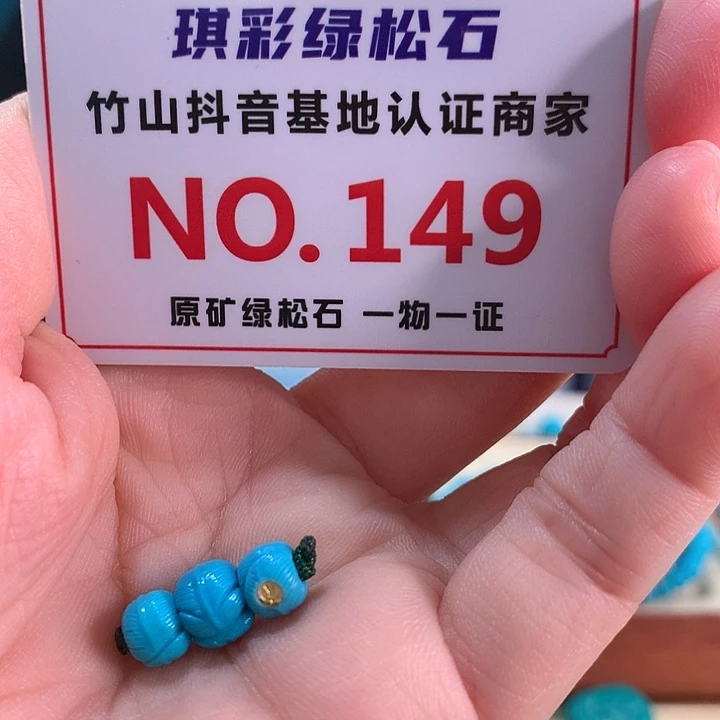 琪彩绿松石
竹山抖音基地认证商家
NO.149
原矿绿松石 一物一证